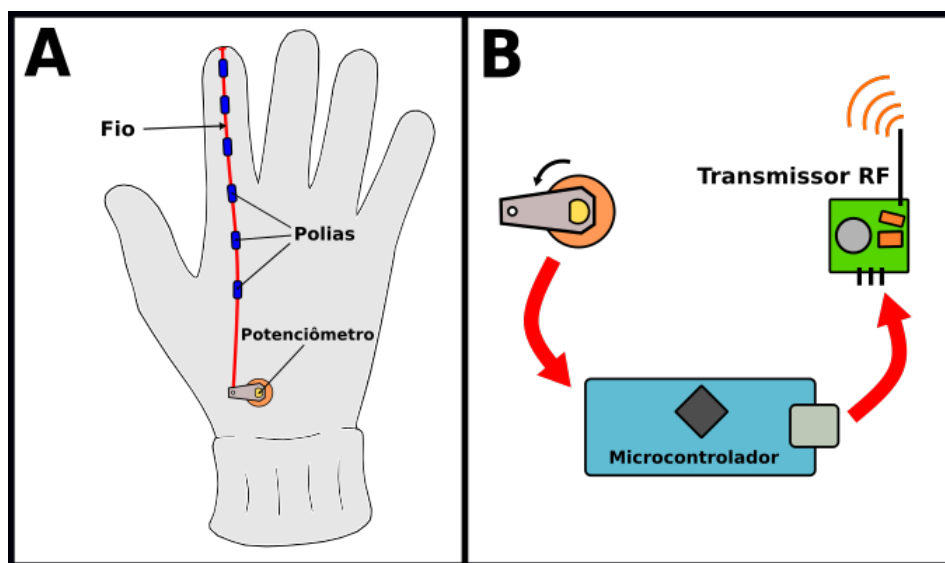 A
Fio
Polias
Potenciômetro
B
Transmissor RF
Microcontrolador